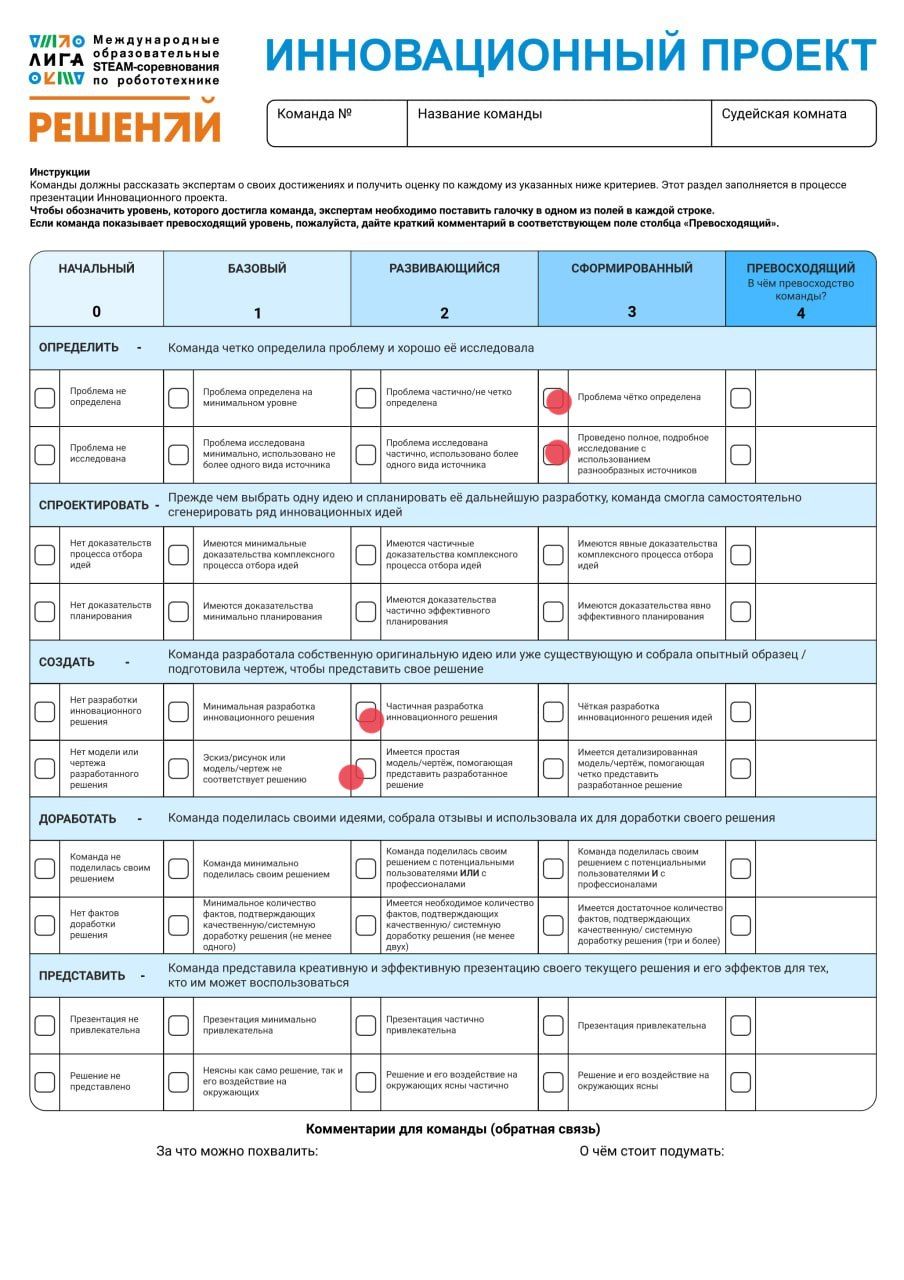 ЛИГА
РЕШЕНИЙ
Международные
образовательные
STEAM-соревнования
по робототехнике
ИННОВАЦИОННЫЙ ПРОЕКТ
Команда №
Название команды
Судейская комната
Инструкции
Команды должны рассказать экспертам о своих достижениях и получить оценку по каждому из указанных ниже критериев. Этот раздел заполняется в процессе
презентации Инновационного проекта.
Чтобы обозначить уровень, которого достигла команда, экспертам необходимо поставить галочку в одном из полей в каждой строке.
Если команда показывает превосходящий уровень, пожалуйста, дайте краткий комментарий в соответствующем поле столбца «Превосходящий».
НАЧАЛЬНЫЙ
0
БАЗОВЫЙ
1
РАЗВИВАЮЩИЙСЯ
2
СФОРМИРОВАННЫЙ
3
ПРЕВОСХОДЯЩИЙ
В чём превосходство
команды?
4
ОПРЕДЕЛИТЬ - Команда четко определила проблему и хорошо её исследовала
Проблема не
определена
Проблема определена на
минимальном уровне
Проблема частично/не четко
определена
Проблема чётко определена
Проблема не
исследована
Проблема исследована
минимально, использовано не
более одного вида источника
Проблема исследована
частично, использовано более
одного вида источника
Проведено полное, подробное
исследование с
использованием
разнообразных источников
СПРОЕКТИРОВАТЬ - Прежде чем выбрать одну идею и спланировать её дальнейшую разработку, команда смогла самостоятельно
сгенерировать ряд инновационных идей
Нет доказательств
процесса отбора
идей
Имеются минимальные
доказательства комплексного
процесса отбора идей
Имеются частичные
доказательства комплексного
процесса отбора идей
Имеются явные доказательства
комплексного процесса отбора
идей
Нет доказательств
планирования
Имеются доказательства
минимально планирования
Имеются доказательства
частично эффективного
планирования
Имеются доказательства явно
эффективного планирования
СОЗДАТЬ - Команда разработала собственную оригинальную идею или уже существующую и собрала опытный образец /
подготовила чертеж, чтобы представить свое решение
Нет разработки
инновационного
решения
Минимальная разработка
инновационного решения
Частичная разработка
инновационного решения
Чёткая разработка
инновационного решения идей
Нет модели или
чертежа
разработанного
решения
Эскиз/рисунок или
модель/чертеж не
соответствует решению
Имеется простая
модель/чертёж, помогающая
представить разработанное
решение
Имеется детализированная
модель/чертёж, помогающая
четко представить
разработанное решение
ДОРАБОТАТЬ - Команда поделилась своими идеями, собрала отзывы и использовала их для доработки своего решения
Команда не
поделилась своим
решением
Команда минимально
поделилась своим решением
Команда поделилась своим
решением с потенциальными
пользователями ИЛИ с
профессионалами
Команда поделилась своим
решением с потенциальными
пользователями И с
профессионалами
Нет фактов
доработки
решения
Минимальное количество
фактов, подтверждающих
качественную/системную
доработку решения (не менее
одного)
Имеется необходимое количество
фактов, подтверждающих
качественную/ системную
доработку решения (не менее
двух)
Имеется достаточное количество
фактов, подтверждающих
качественную/ системную
доработку решения (три и более)
ПРЕДСТАВИТЬ - Команда представила креативную и эффективную презентацию своего текущего решения и его эффектов для тех,
кто им может воспользоваться
Презентация не
привлекательна
Презентация минимально
привлекательна
Презентация частично
привлекательна
Презентация привлекательна
Решение не
представлено
Неясны как само решение, так и
его воздействие на
окружающих
Решение и его воздействие на
окружающих ясны частично
Решение и его воздействие на
окружающих ясны
Комментарии для команды (обратная связь)
За что можно похвалить:
О чём стоит подумать: